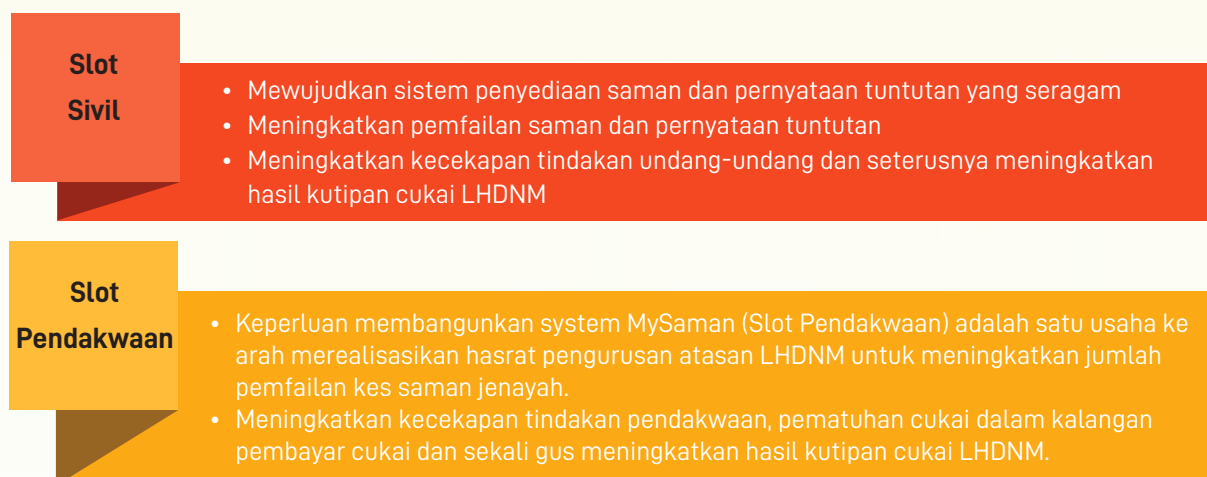 Slot
Sivil
• Mewujudkan sistem penyediaan saman dan pernyataan tuntutan yang seragam
• Meningkatkan pemfailan saman dan pernyataan tuntutan
• Meningkatkan kecekapan tindakan undang-undang dan seterusnya meningkatkan
hasil kutipan cukai LHDNM
Slot
Pendakwaan
• Keperluan membangunkan system MySaman (Slot Pendakwaan) adalah satu usaha ke
arah merealisasikan hasrat pengurusan atasan LHDNM untuk meningkatkan jumlah
pemfailan kes saman jenayah.
• Meningkatkan kecekapan tindakan pendakwaan, pematuhan cukai dalam kalangan
pembayar cukai dan sekali gus meningkatkan hasil kutipan cukai LHDNM.